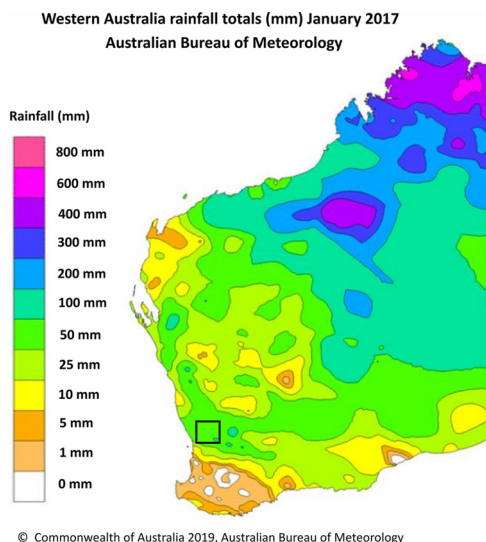 Western Australia rainfall totals (mm) January 2017
Australian Bureau of Meteorology
Rainfall (mm)
800 mm
600 mm
400 mm
300 mm
200 mm
100 mm
50 mm
25 mm
10 mm
5 mm
1 mm
0 mm
© Commonwealth of Australia 2019, Australian Bureau of Meteorology